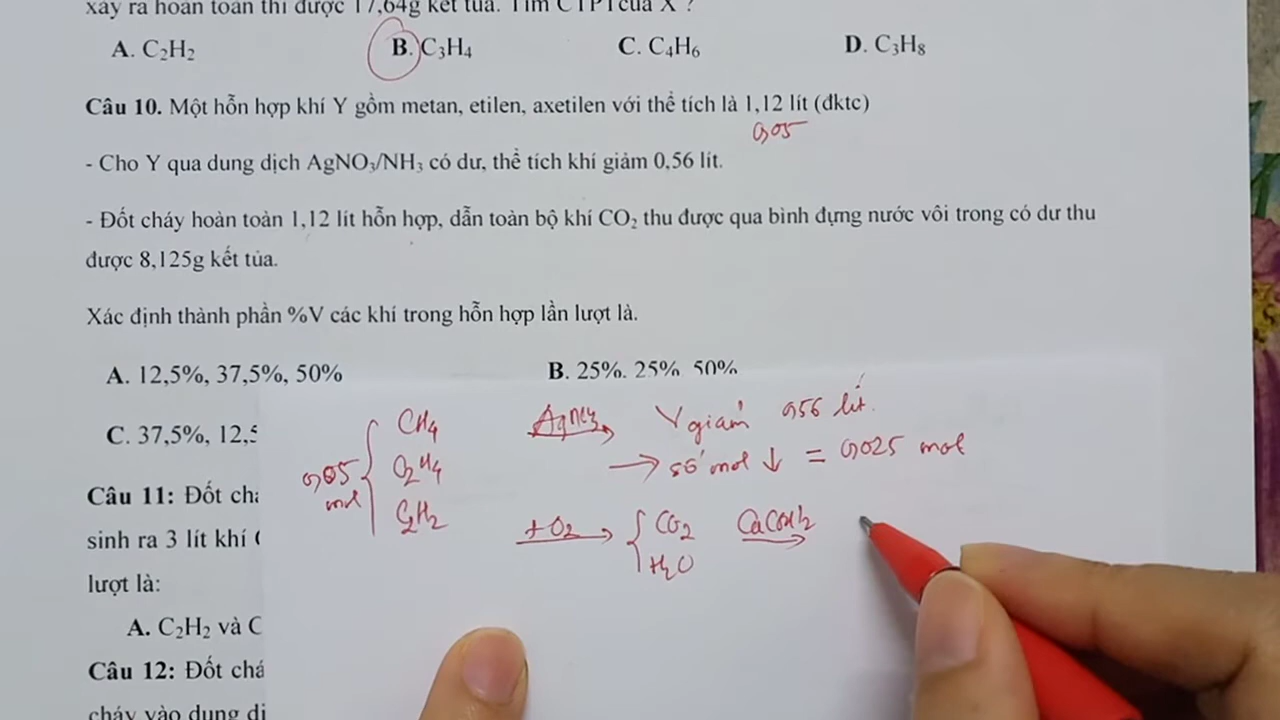 xảy ra hoàn toàn thì được 17,64g kết tủa. Tìm CTPT của X ?
A. C₂H₂ B. C₃H₄ C. C₄H₆ D. C₃H₈
Câu 10. Một hỗn hợp khí Y gồm metan, etilen, axetilen với thể tích là 1,12 lít (đktc)
0,05
- Cho Y qua dung dịch AgNO₃/NH₃ có dư, thể tích khí giảm 0,56 lít.
- Đốt cháy hoàn toàn 1,12 lít hỗn hợp, dẫn toàn bộ khí CO₂ thu được qua bình đựng nước vôi trong có dư thu
được 8,125g kết tủa.
Xác định thành phần %V các khí trong hỗn hợp lần lượt là.
A. 12,5%, 37,5%, 50% B. 25%. 25% 50%
C. 37,5%, 12,5
CH₄ AgNO₃ → Y giảm 0,56 lít.
0,05 mol { C₂H₄ → số mol ↓ = 0,025 mol
C₂H₂ +O₂ → { CO₂ Ca(OH)₂ →
H₂O
Câu 11: Đốt chá
sinh ra 3 lít khí (
lượt là:
A. C₂H₂ và C
Câu 12: Đốt chá
cháy vào dung dị